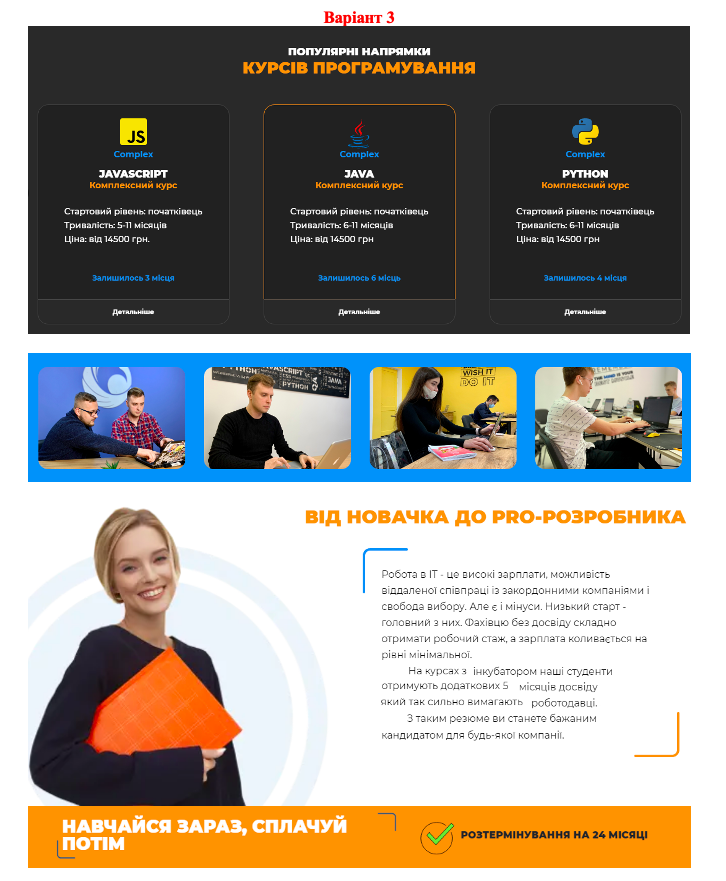 Варіант 3
ПОПУЛЯРНІ НАПРЯМКИ
КУРСІВ ПРОГРАМУВАННЯ
JS
Complex
JAVASCRIPT
Комплексний курс
Стартовий рівень: початківець
Тривалість: 5-11 місяців
Ціна: від 14500 грн.
Залишилось 3 місця
Детальніше
Complex
JAVA
Комплексний курс
Стартовий рівень: початківець
Тривалість: 6-11 місяців
Ціна: від 14500 грн
Залишилось 6 місць
Детальніше
Complex
PYTHON
Комплексний курс
Стартовий рівень: початківець
Тривалість: 6-11 місяців
Ціна: від 14500 грн
Залишилось 4 місця
Детальніше
PYTHON
JAVA
WISH IT
DO IT
ВІД НОВАЧКА ДО PRO-РОЗРОБНИКА
Робота в ІТ - це високі зарплати, можливість
віддаленої співпраці із закордонними компаніями і
свобода вибору. Але є і мінуси. Низький старт -
головний з них. Фахівцю без досвіду складно
отримати робочий стаж, а зарплата коливається на
рівні мінімальної.
На курсах з інкубатором наші студенти
отримують додаткових 5 місяців досвіду
який так сильно вимагають роботодавці.
З таким резюме ви станете бажаним
кандидатом для будь-якої компанії.
НАВЧАЙСЯ ЗАРАЗ, СПЛАЧУЙ
ПОТІМ
РОЗТЕРМІНУВАННЯ НА 24 МІСЯЦІ